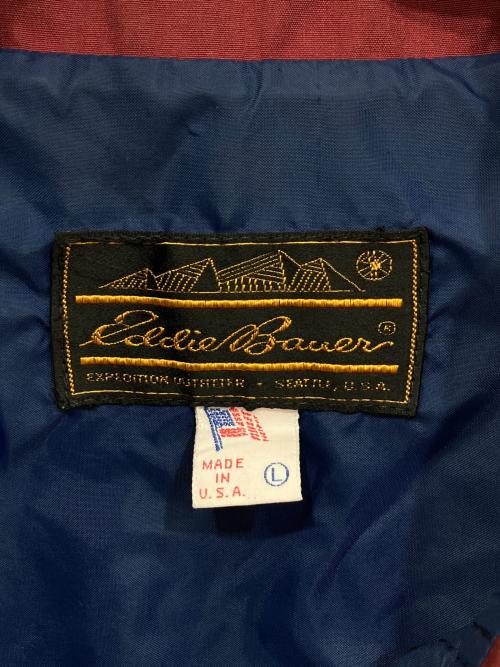 Eddie Bauer ®
EXPEDITION OUTFITTER - SEATTLE, U.S.A.
MADE
IN
U.S.A.
L